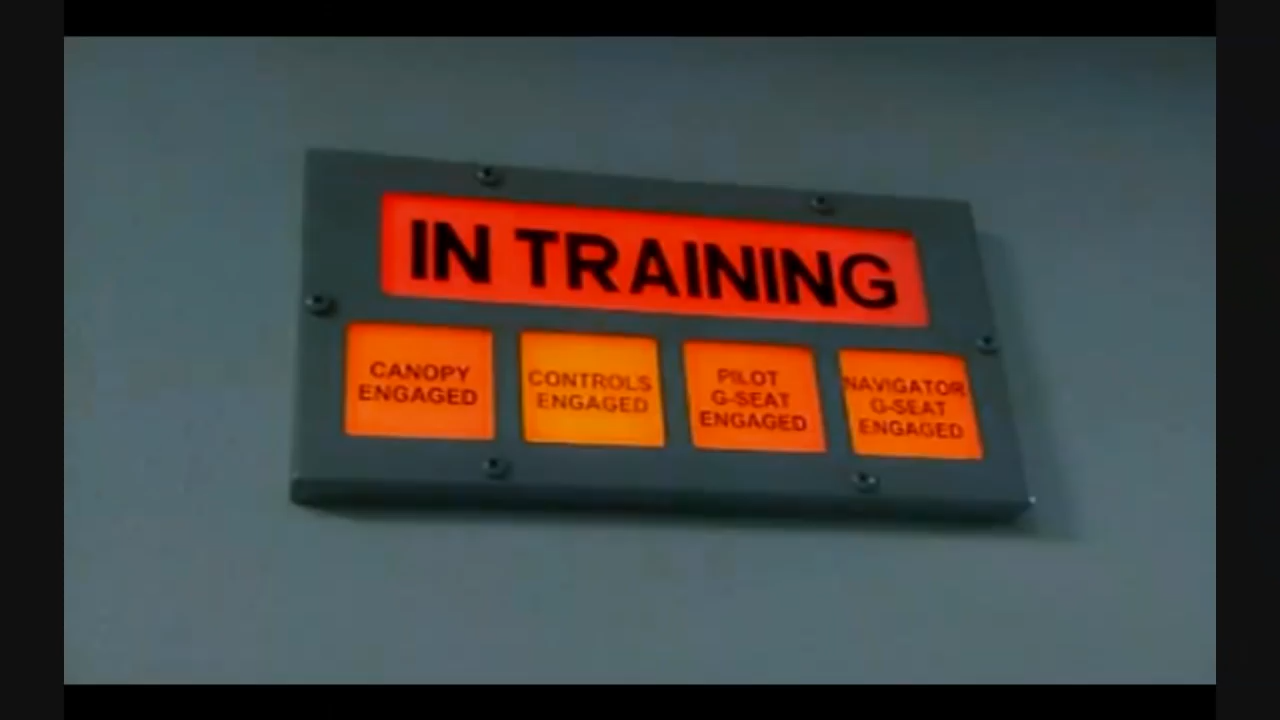 IN TRAINING
CANOPY
ENGAGED
CONTROLS
ENGAGED
PILOT
G-SEAT
ENGAGED
NAVIGATOR
G-SEAT
ENGAGED